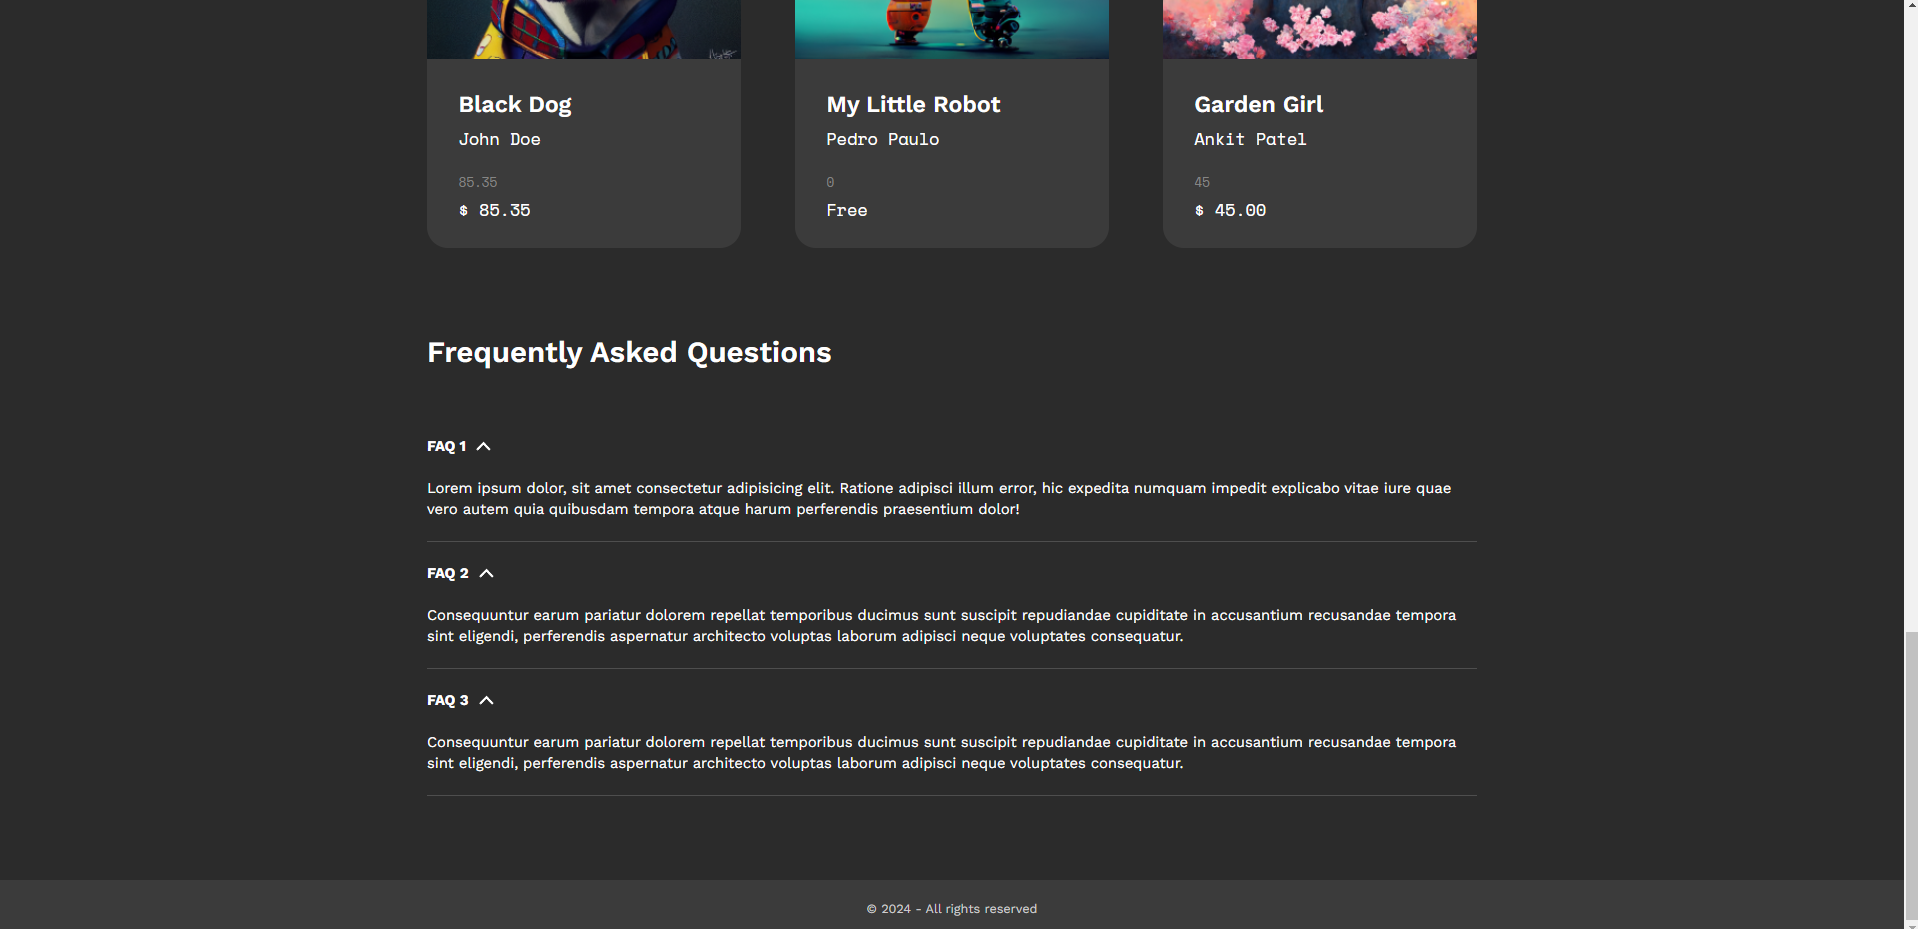 Black Dog
John Doe
85.35
$ 85.35
My Little Robot
Pedro Paulo
0
Free
Garden Girl
Ankit Patel
45
$ 45.00
Frequently Asked Questions
FAQ 1
Lorem ipsum dolor, sit amet consectetur adipisicing elit. Ratione adipisci illum error, hic expedita numquam impedit explicabo vitae iure quae
vero autem quia quibusdam tempora atque harum perferendis praesentium dolor!
FAQ 2
Consequuntur earum pariatur dolorem repellat temporibus ducimus sunt suscipit repudiandae cupiditate in accusantium recusandae tempora
sint eligendi, perferendis aspernatur architecto voluptas laborum adipisci neque voluptates consequatur.
FAQ 3
Consequuntur earum pariatur dolorem repellat temporibus ducimus sunt suscipit repudiandae cupiditate in accusantium recusandae tempora
sint eligendi, perferendis aspernatur architecto voluptas laborum adipisci neque voluptates consequatur.
© 2024 - All rights reserved